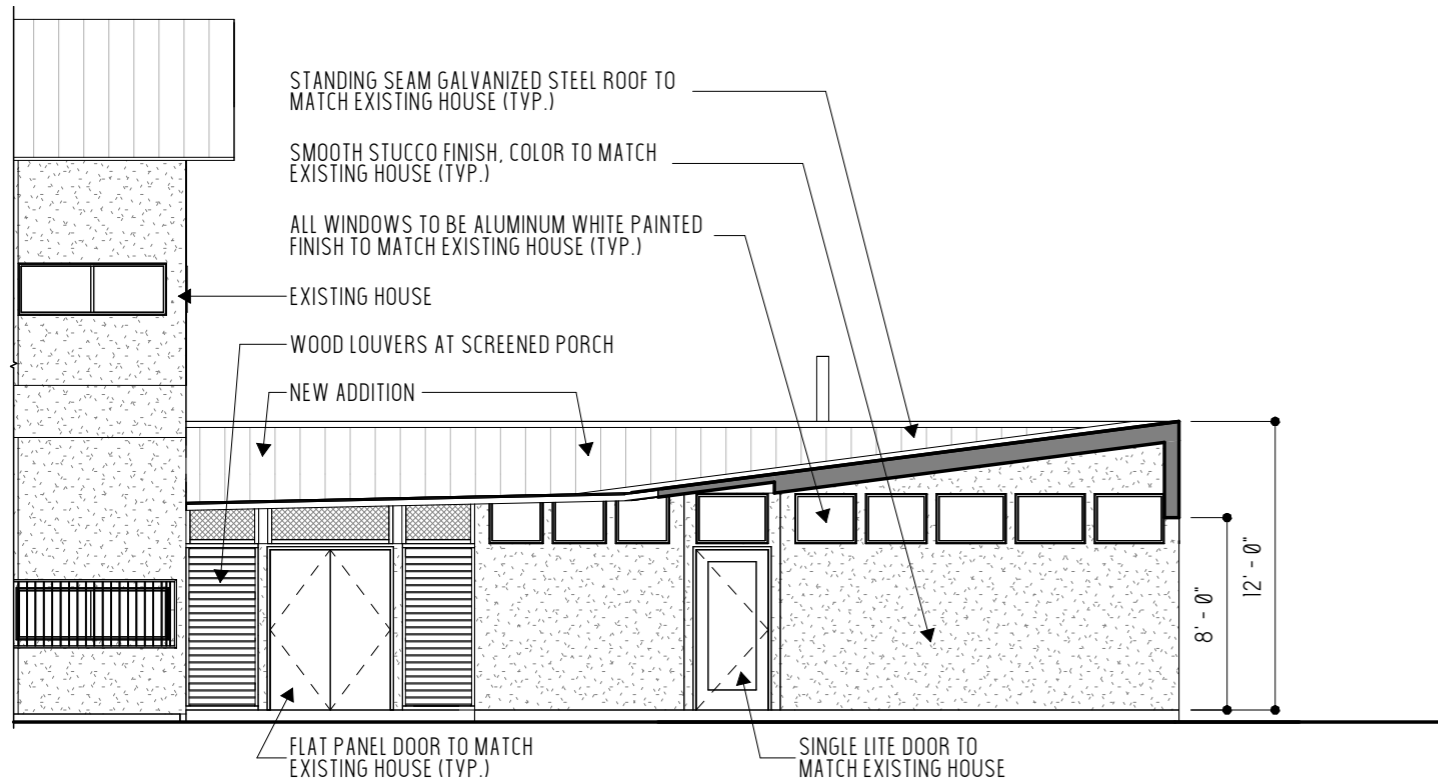 STANDING SEAM GALVANIZED STEEL ROOF TO
MATCH EXISTING HOUSE (TYP.)
SMOOTH STUCCO FINISH, COLOR TO MATCH
EXISTING HOUSE (TYP.)
ALL WINDOWS TO BE ALUMINUM WHITE PAINTED
FINISH TO MATCH EXISTING HOUSE (TYP.)
EXISTING HOUSE
WOOD LOUVERS AT SCREENED PORCH
NEW ADDITION
8' - 0"
12' - 0"
FLAT PANEL DOOR TO MATCH
EXISTING HOUSE (TYP.)
SINGLE LITE DOOR TO
MATCH EXISTING HOUSE